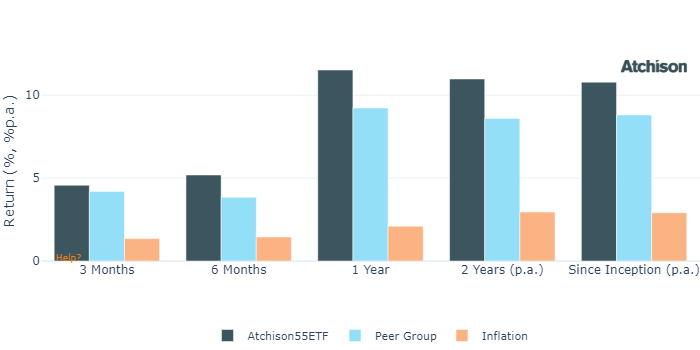 Atchison
Return (%, %p.a.)
10
5
0
Help?
3 Months
6 Months
1 Year
2 Years (p.a.)
Since Inception (p.a.)
Atchison55ETF
Peer Group
Inflation